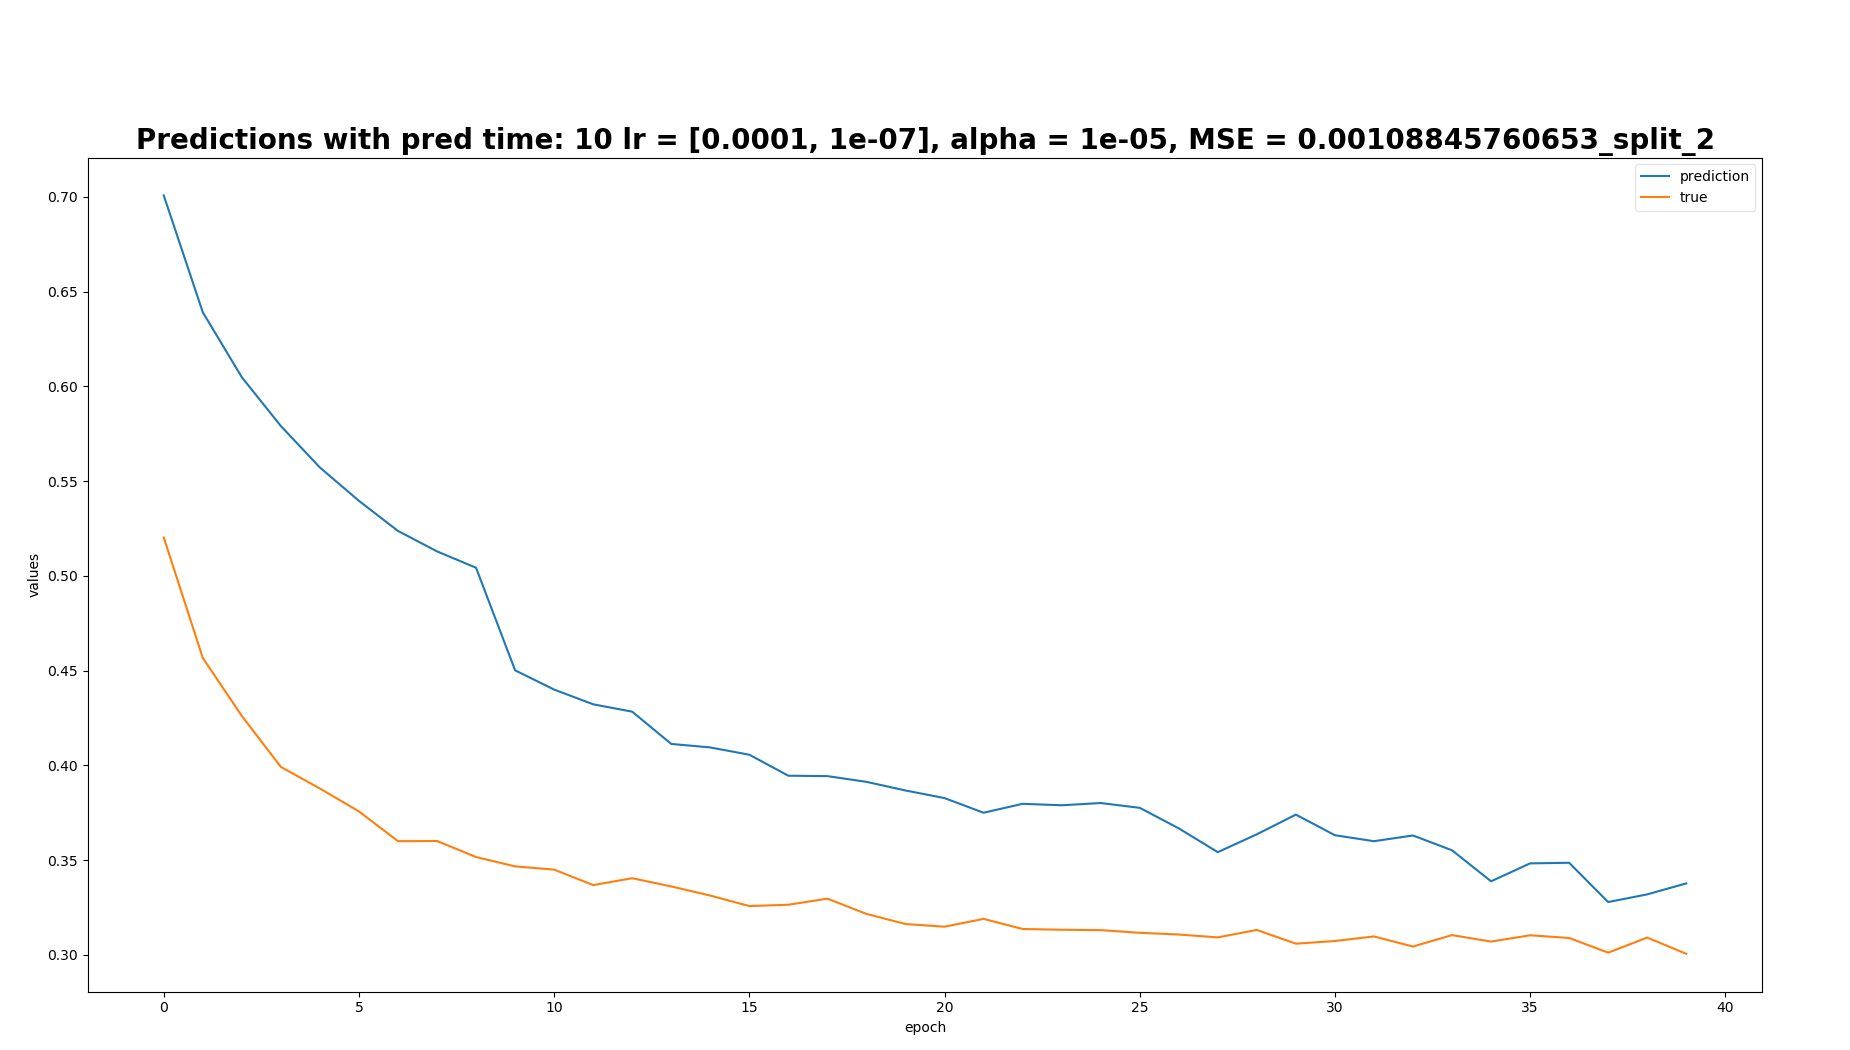 Predictions with pred time: 10 lr = [0.0001, 1e-07], alpha = 1e-05, MSE = 0.00108845760653_split_2
prediction
true
0.70
0.65
0.60
0.55
0.50
0.45
0.40
0.35
0.30
values
0 5 10 15 20 25 30 35 40
epoch